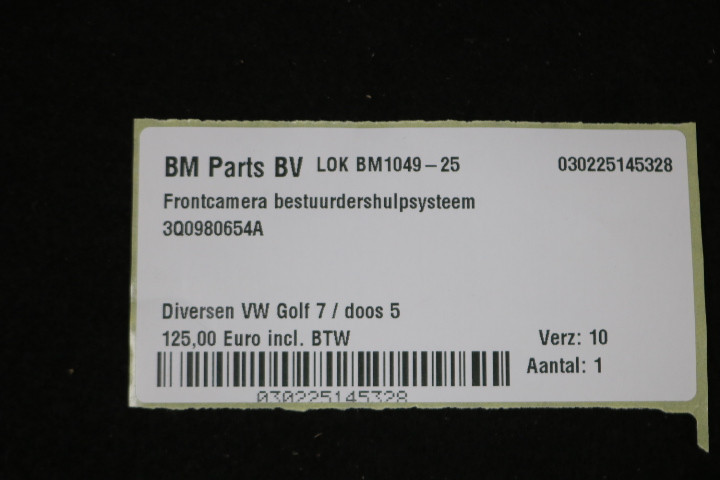 BM Parts BV LOK BM1049-25 030225145328
Frontcamera bestuurdershulpsysteem
3Q0980654A
Diversen VW Golf 7 / doos 5
125,00 Euro incl. BTW Verz: 10
Aantal: 1
030225145328